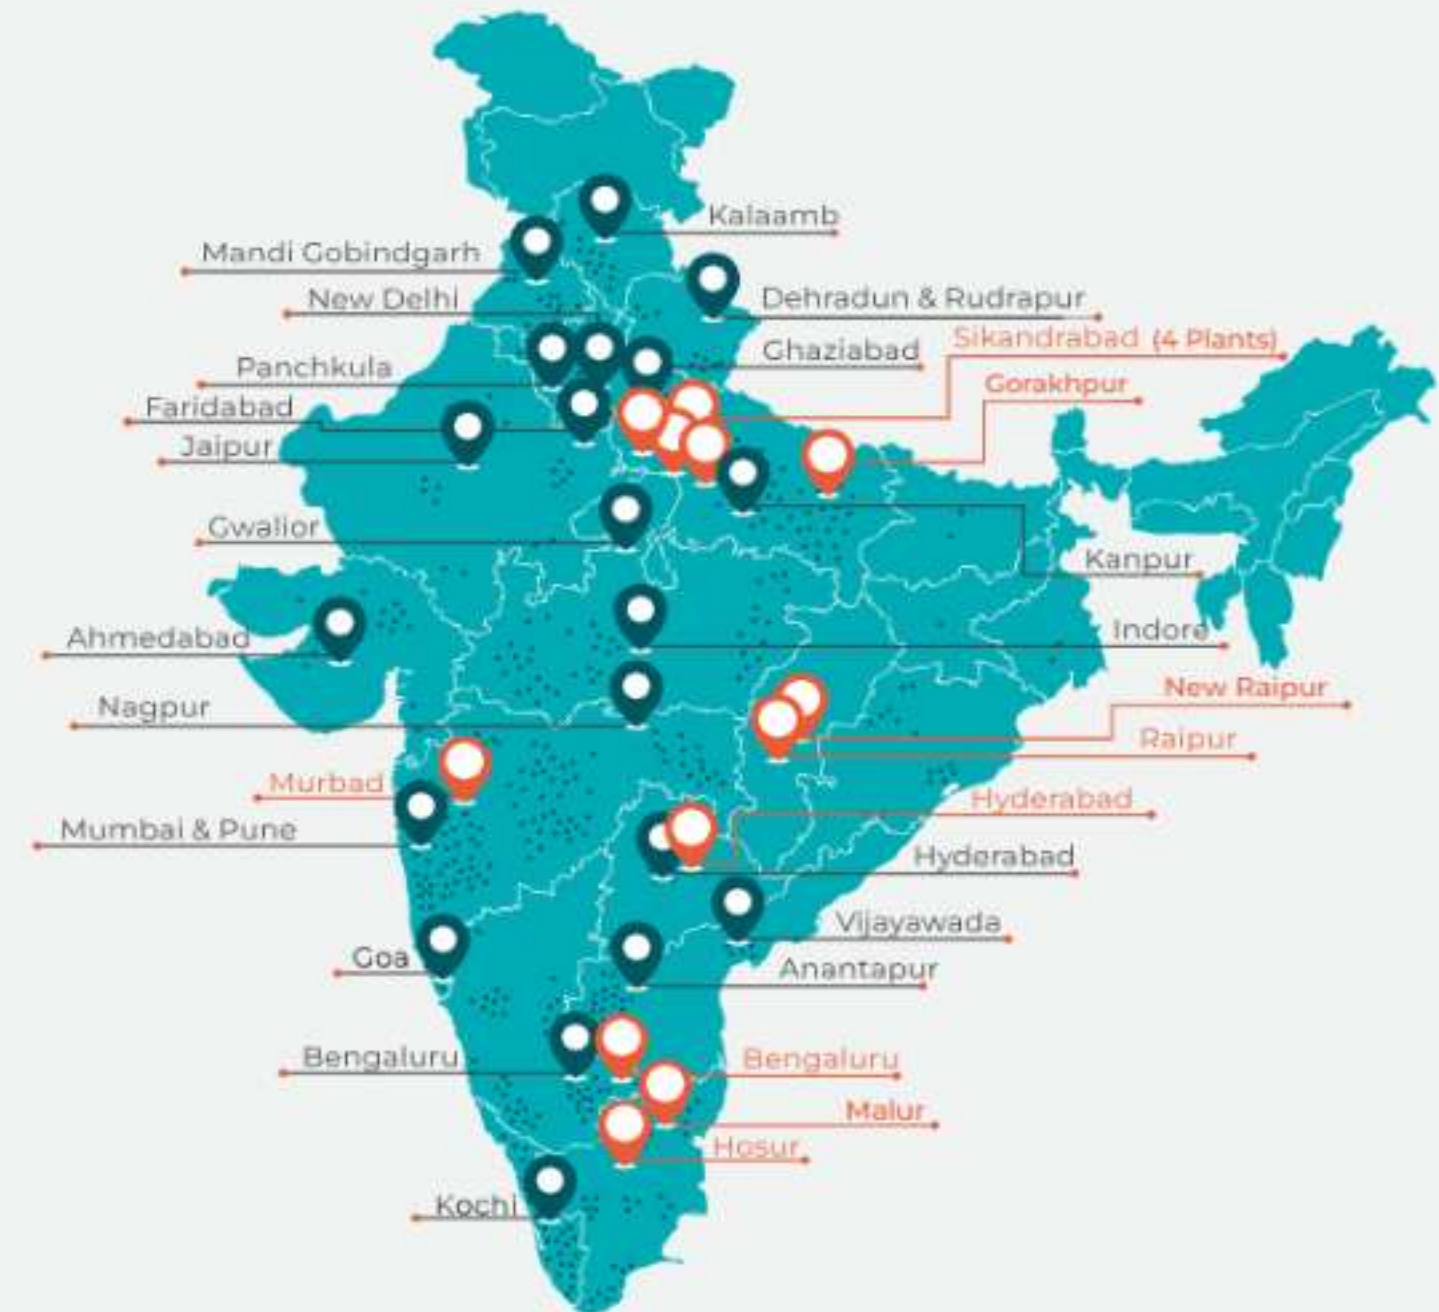 Kalaamb
Mandi Gobindgarh
New Delhi
Dehradun & Rudrapur
Sikandrabad (4 Plants)
Ghaziabad
Panchkula
Gorakhpur
Faridabad
Jaipur
Gwalior
Kanpur
Ahmedabad
Indore
New Raipur
Nagpur
Raipur
Murbad
Hyderabad
Mumbai & Pune
Hyderabad
Vijayawada
Goa
Anantapur
Bengaluru
Bengaluru
Malur
Hosur
Kochi